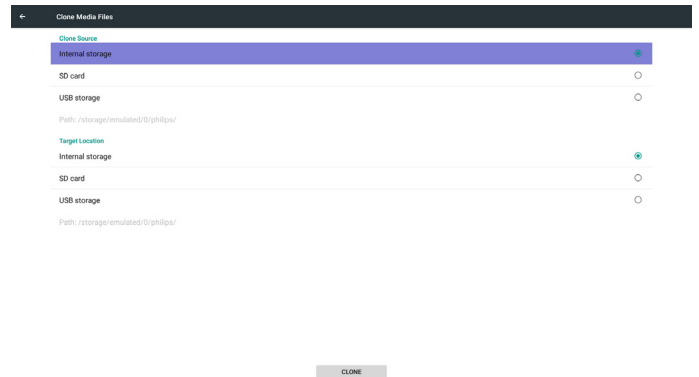 Clone Media Files
Clone Source
Internal storage
SD card
USB storage
Path: /storage/emulated/0/philips/
Target Location
Internal storage
SD card
USB storage
Path: /storage/emulated/0/philips/
CLONE